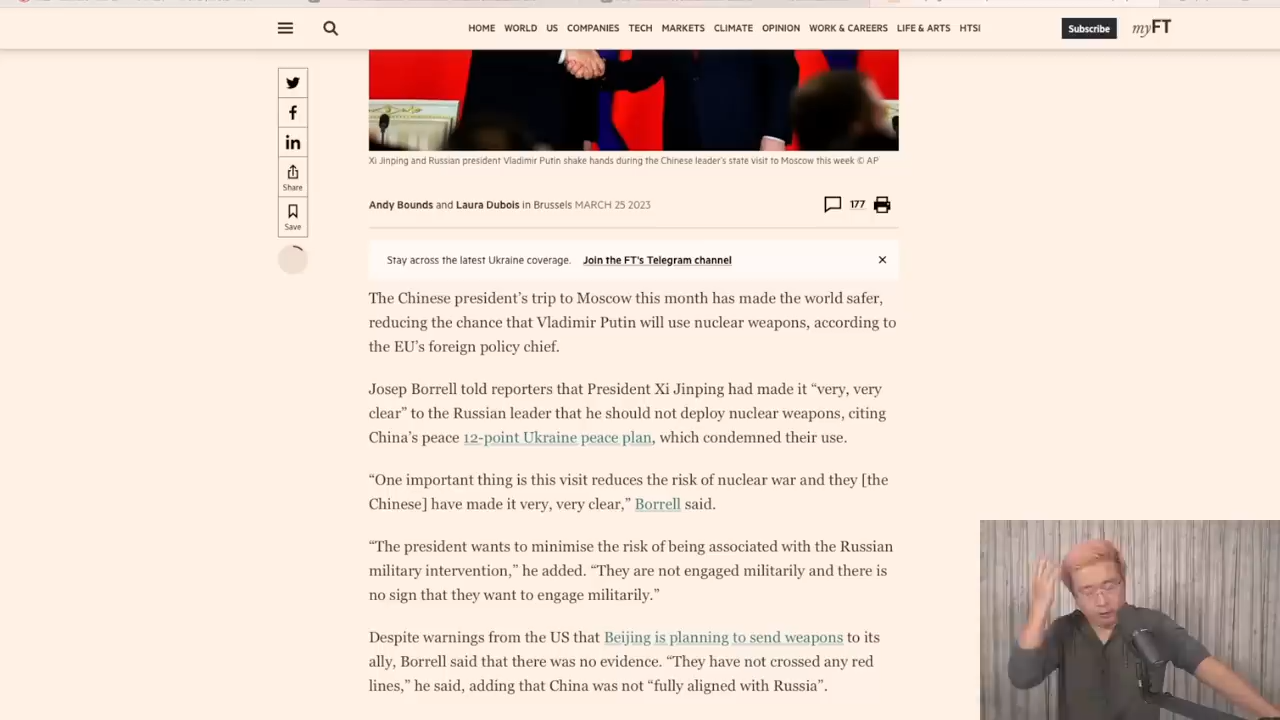 HOME WORLD US COMPANIES TECH MARKETS CLIMATE OPINION WORK & CAREERS LIFE & ARTS HTSI
Subscribe
myFT
Xi Jinping and Russian president Vladimir Putin shake hands during the Chinese leader's state visit to Moscow this week © AP
Share
Save
Andy Bounds and Laura Dubois in Brussels MARCH 25 2023
177
Stay across the latest Ukraine coverage. Join the FT's Telegram channel
The Chinese president’s trip to Moscow this month has made the world safer,
reducing the chance that Vladimir Putin will use nuclear weapons, according to
the EU’s foreign policy chief.
Josep Borrell told reporters that President Xi Jinping had made it “very, very
clear” to the Russian leader that he should not deploy nuclear weapons, citing
China’s peace 12-point Ukraine peace plan, which condemned their use.
“One important thing is this visit reduces the risk of nuclear war and they [the
Chinese] have made it very, very clear,” Borrell said.
“The president wants to minimise the risk of being associated with the Russian
military intervention,” he added. “They are not engaged militarily and there is
no sign that they want to engage militarily.”
Despite warnings from the US that Beijing is planning to send weapons to its
ally, Borrell said that there was no evidence. “They have not crossed any red
lines,” he said, adding that China was not “fully aligned with Russia”.